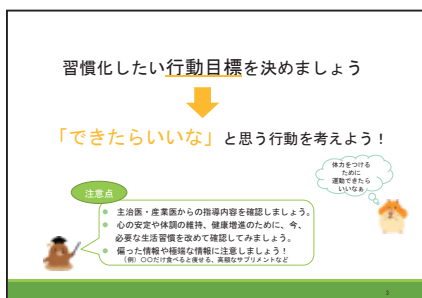 習慣化したい行動目標を決めましょう
「できたらいいな」と思う行動を考えよう！
体力をつける
ために
運動できたら
いいなぁ
注意点
主治医・産業医からの指導内容を確認しましょう。
心の安定や体調の維持、健康増進のために、今、
必要な生活習慣を改めて確認してみましょう。
偏った情報や極端な情報に注意しましょう！
（例）〇〇だけ食べると痩せる、高額なサプリメントなど